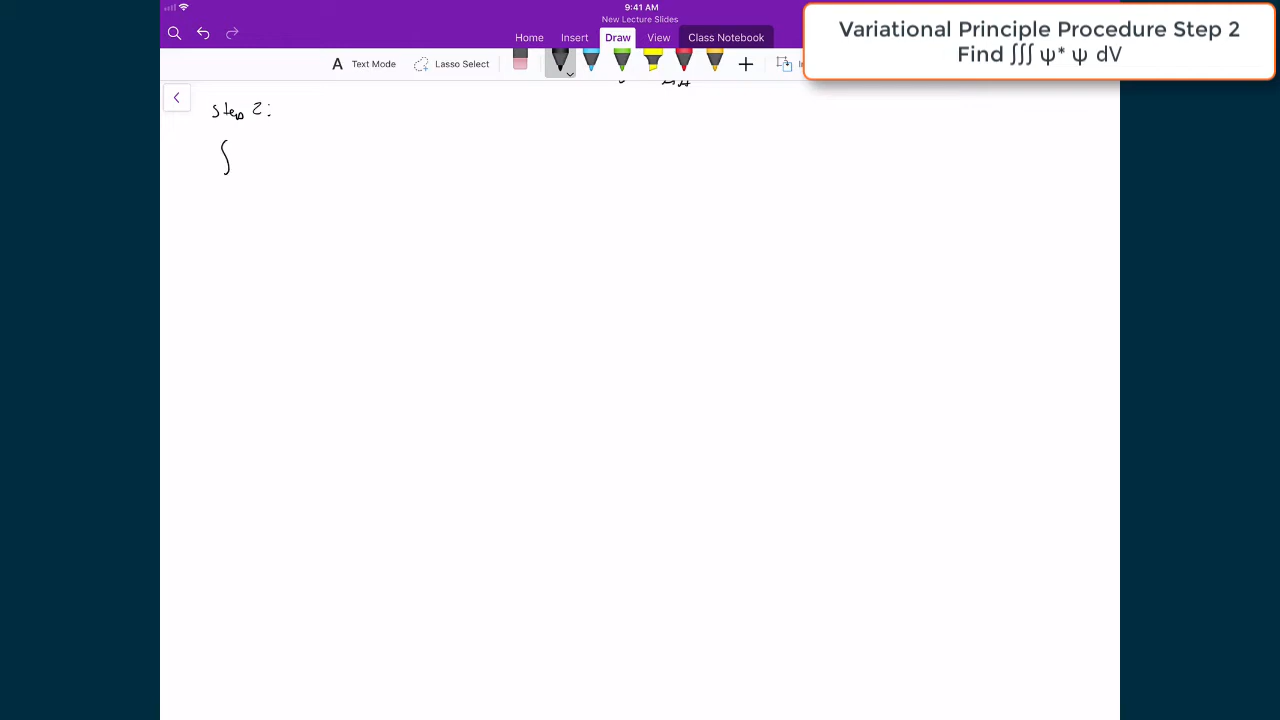 9:41 AM
New Lecture Slides
Home Insert Draw View Class Notebook
Variational Principle Procedure Step 2
Find ∫∫∫ ψ* ψ dV
A Text Mode Lasso Select
Step 2:
∫